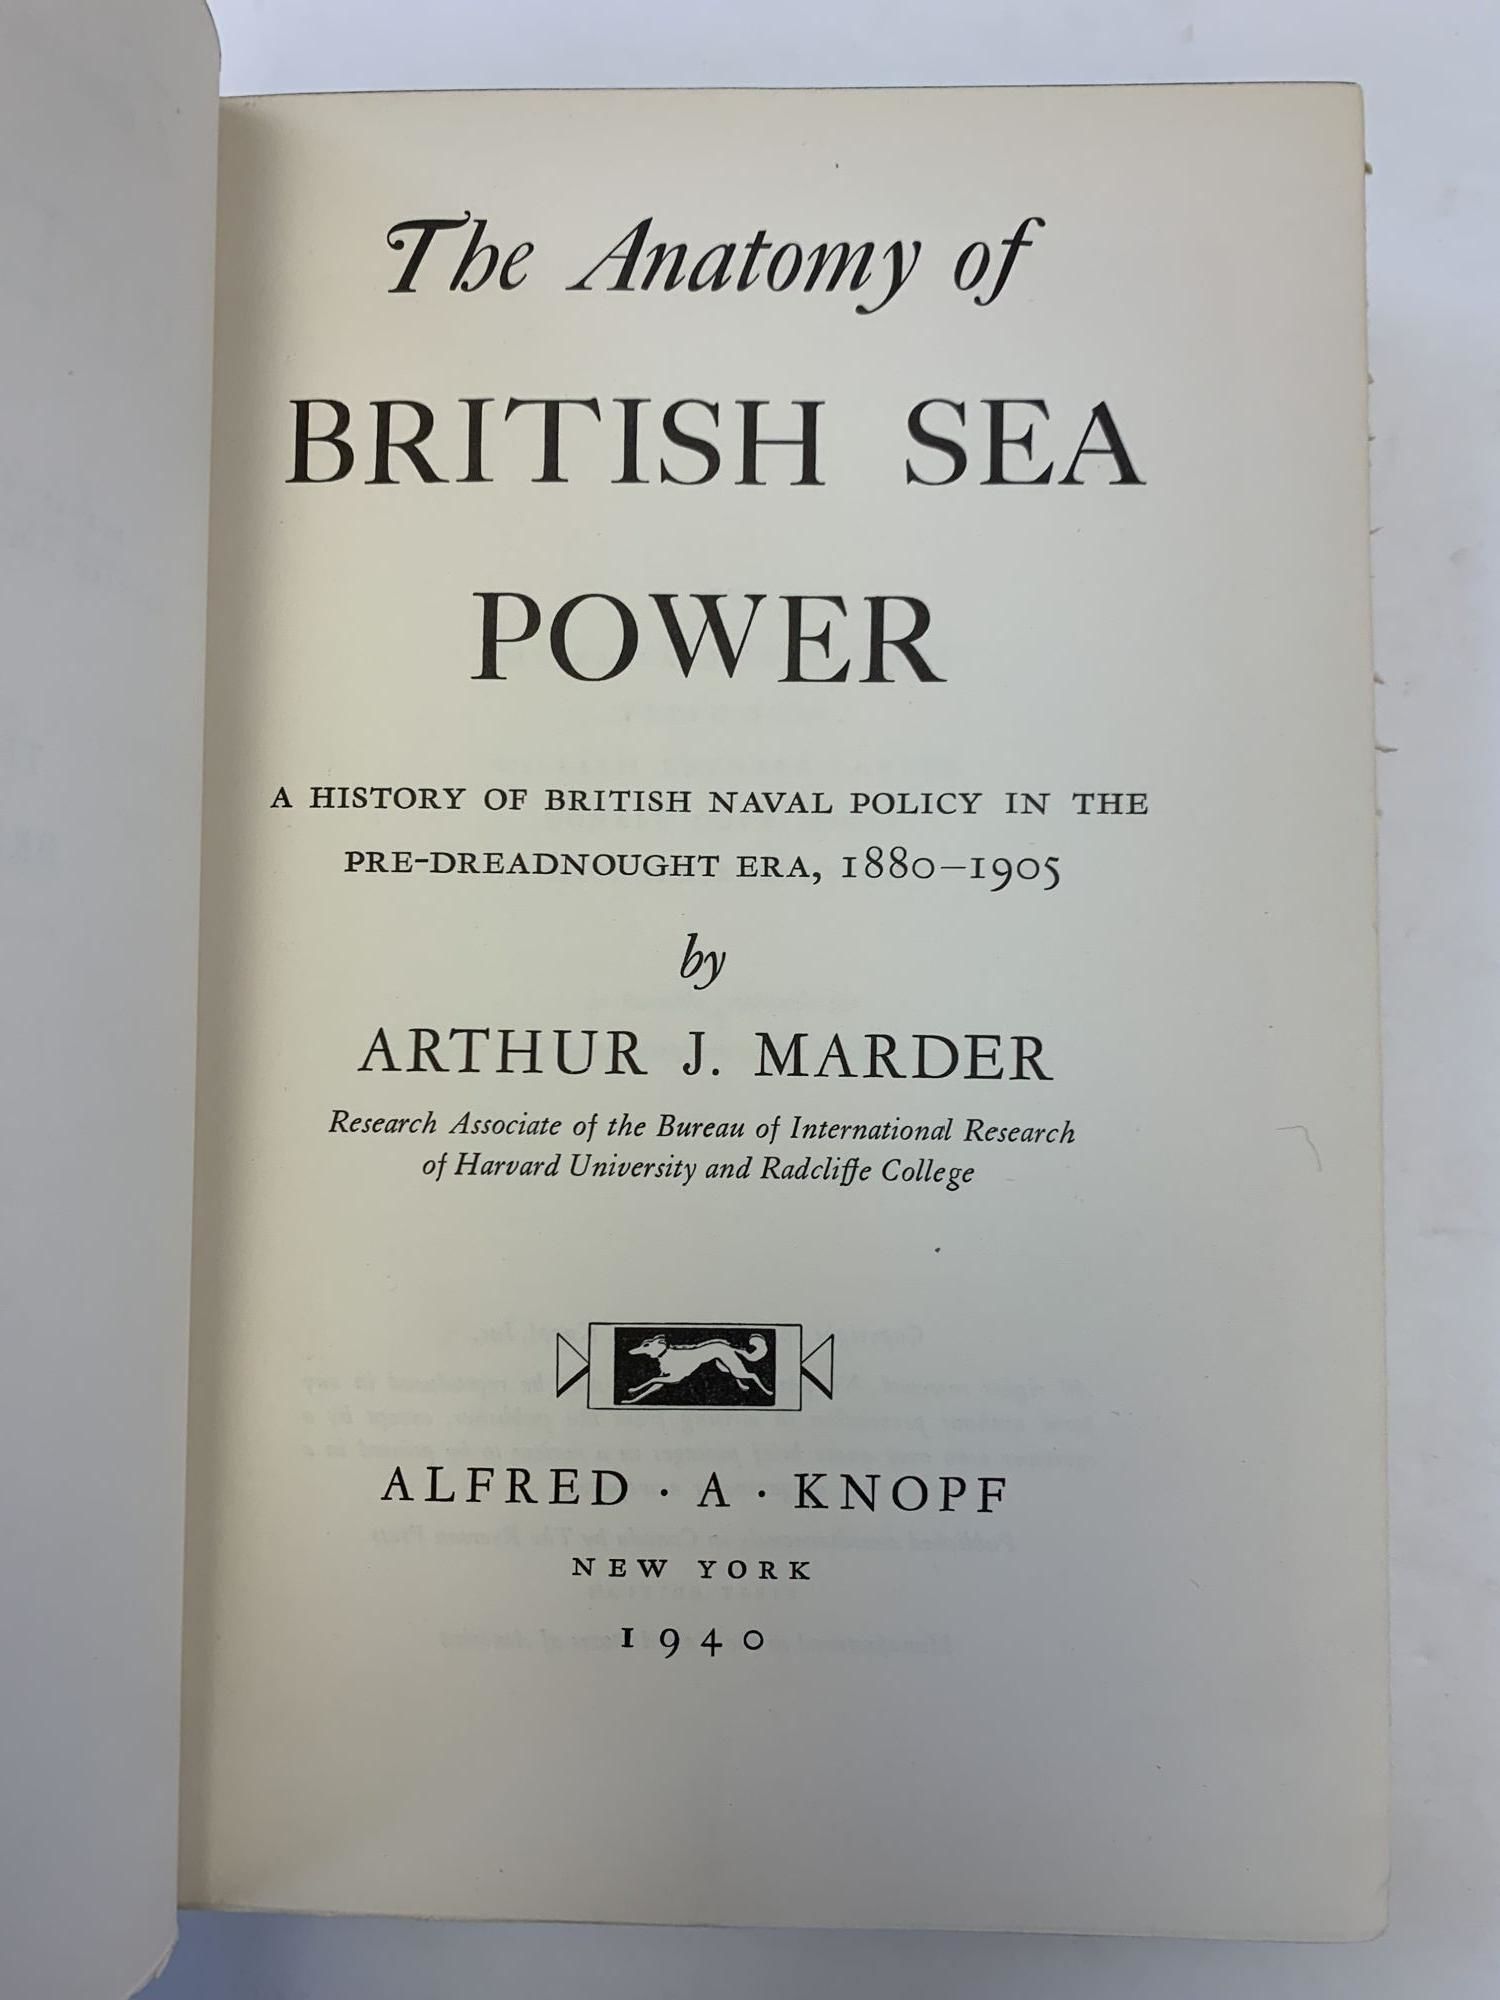 The Anatomy of
BRITISH SEA
POWER
A HISTORY OF BRITISH NAVAL POLICY IN THE
PRE-DREADNOUGHT ERA, 1880–1905
by
ARTHUR J. MARDER
Research Associate of the Bureau of International Research
of Harvard University and Radcliffe College
ALFRED · A · KNOPF
NEW YORK
1940